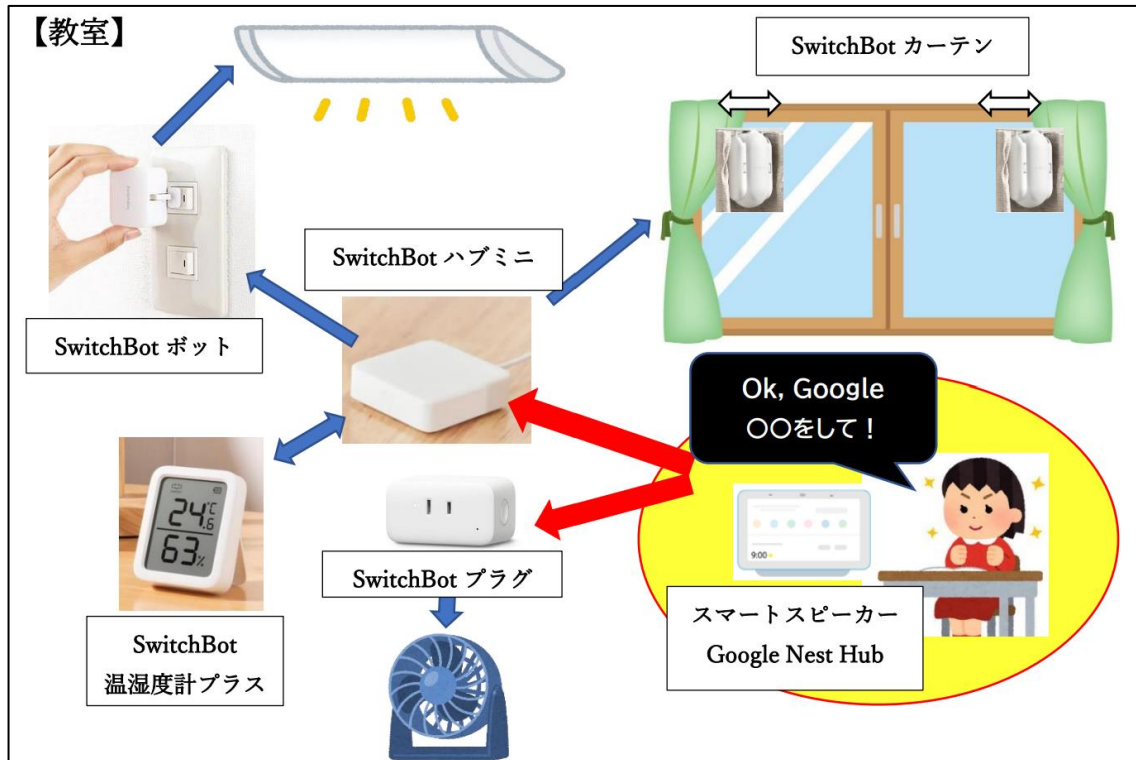 【教室】
SwitchBot カーテン
SwitchBot ハブミニ
SwitchBot ボット
Ok, Google
〇〇をして！
24.6℃
63%
SwitchBot プラグ
9:00
スマートスピーカー
Google Nest Hub
SwitchBot
温湿度計プラス